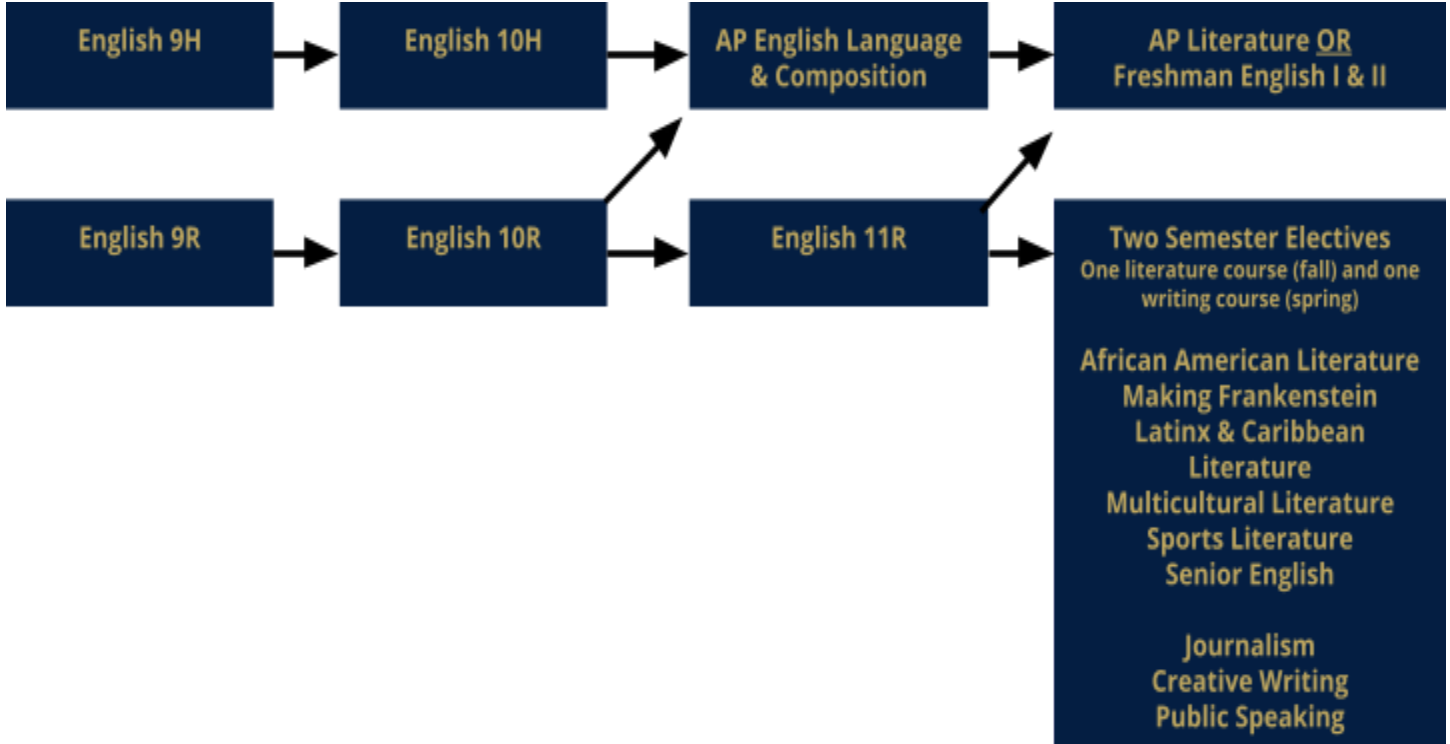 English 9H
English 10H
AP English Language
& Composition
AP Literature OR
Freshman English I & II
English 9R
English 10R
English 11R
Two Semester Electives
One literature course (fall) and one
writing course (spring)
African American Literature
Making Frankenstein
Latinx & Caribbean
Literature
Multicultural Literature
Sports Literature
Senior English
Journalism
Creative Writing
Public Speaking